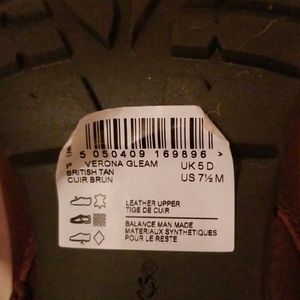 5 050409 169896 >
VERONA GLEAM
BRITISH TAN
CUIR BRUN
UK 5 D
US 7½ M
LEATHER UPPER
TIGE DE CUIR
BALANCE MAN MADE
MATERIAUX SYNTHETIQUES
POUR LE RESTE